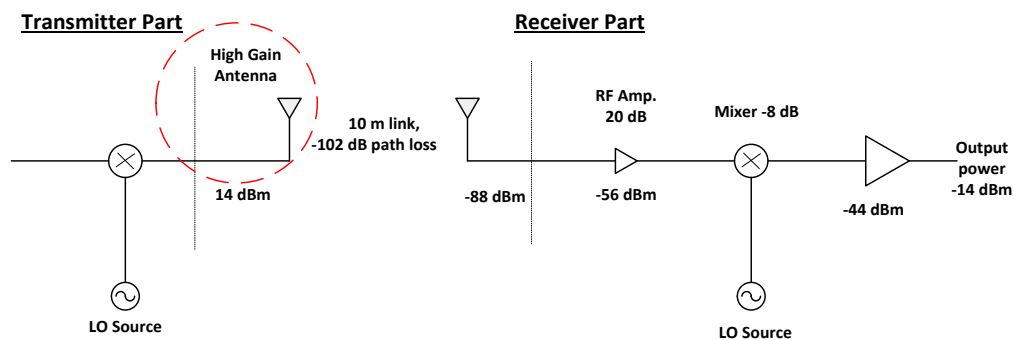 Transmitter Part
Receiver Part
High Gain
Antenna
10 m link,
-102 dB path loss
14 dBm
LO Source
RF Amp.
20 dB
Mixer -8 dB
-88 dBm
-56 dBm
-44 dBm
Output
power
-14 dBm
LO Source